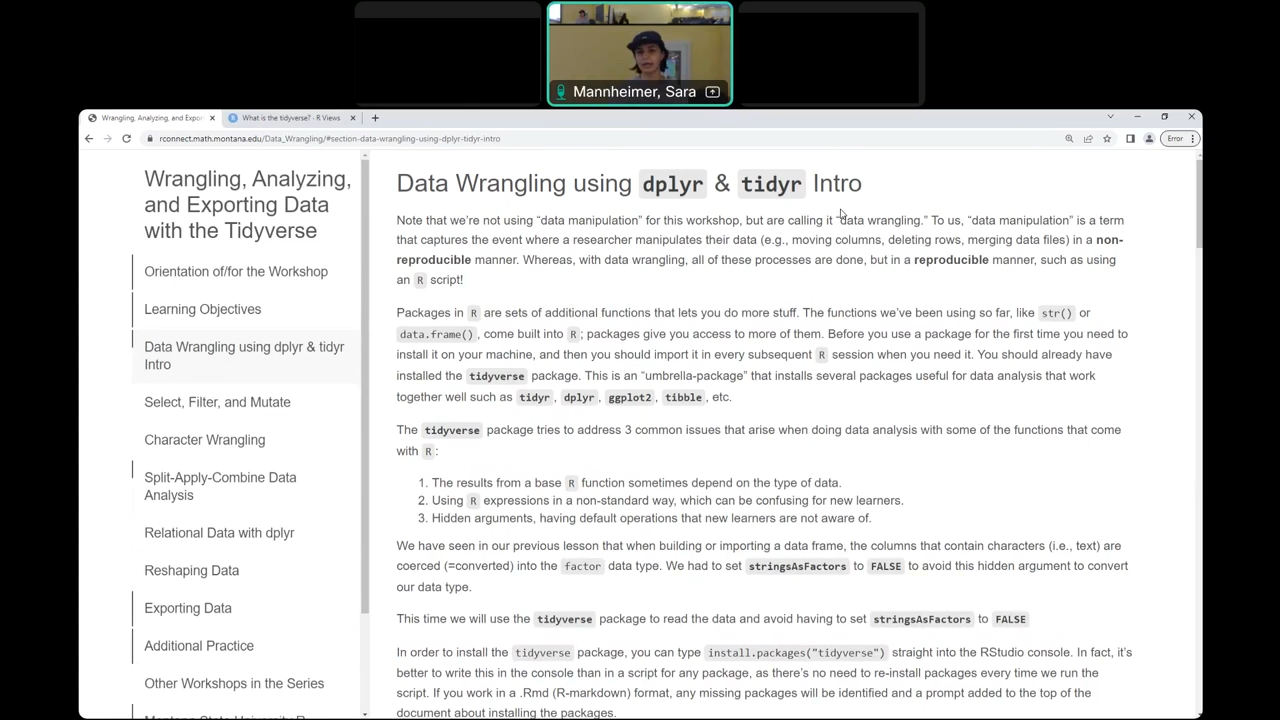 Mannheimer, Sara
Wrangling, Analyzing, and Expor
What is the tidyverse? · R Views
rconnect.math.montana.edu/Data_Wrangling/#section-data-wrangling-using-dplyr-tidyr-intro
Error
Wrangling, Analyzing,
and Exporting Data
with the Tidyverse
Orientation of/for the Workshop
Learning Objectives
Data Wrangling using dplyr & tidyr
Intro
Select, Filter, and Mutate
Character Wrangling
Split-Apply-Combine Data
Analysis
Relational Data with dplyr
Reshaping Data
Exporting Data
Additional Practice
Other Workshops in the Series
Montana State University R
Data Wrangling using dplyr & tidyr Intro
Note that we're not using “data manipulation” for this workshop, but are calling it “data wrangling.” To us, “data manipulation” is a term
that captures the event where a researcher manipulates their data (e.g., moving columns, deleting rows, merging data files) in a non-
reproducible manner. Whereas, with data wrangling, all of these processes are done, but in a reproducible manner, such as using
an R script!
Packages in R are sets of additional functions that lets you do more stuff. The functions we've been using so far, like str() or
data.frame(), come built into R; packages give you access to more of them. Before you use a package for the first time you need to
install it on your machine, and then you should import it in every subsequent R session when you need it. You should already have
installed the tidyverse package. This is an “umbrella-package” that installs several packages useful for data analysis that work
together well such as tidyr, dplyr, ggplot2, tibble, etc.
The tidyverse package tries to address 3 common issues that arise when doing data analysis with some of the functions that come
with R:
1. The results from a base R function sometimes depend on the type of data.
2. Using R expressions in a non-standard way, which can be confusing for new learners.
3. Hidden arguments, having default operations that new learners are not aware of.
We have seen in our previous lesson that when building or importing a data frame, the columns that contain characters (i.e., text) are
coerced (=converted) into the factor data type. We had to set stringsAsFactors to FALSE to avoid this hidden argument to convert
our data type.
This time we will use the tidyverse package to read the data and avoid having to set stringsAsFactors to FALSE
In order to install the tidyverse package, you can type install.packages("tidyverse") straight into the RStudio console. In fact, it's
better to write this in the console than in a script for any package, as there's no need to re-install packages every time we run the
script. If you work in a .Rmd (R-markdown) format, any missing packages will be identified and a prompt added to the top of the
document about installing the packages.